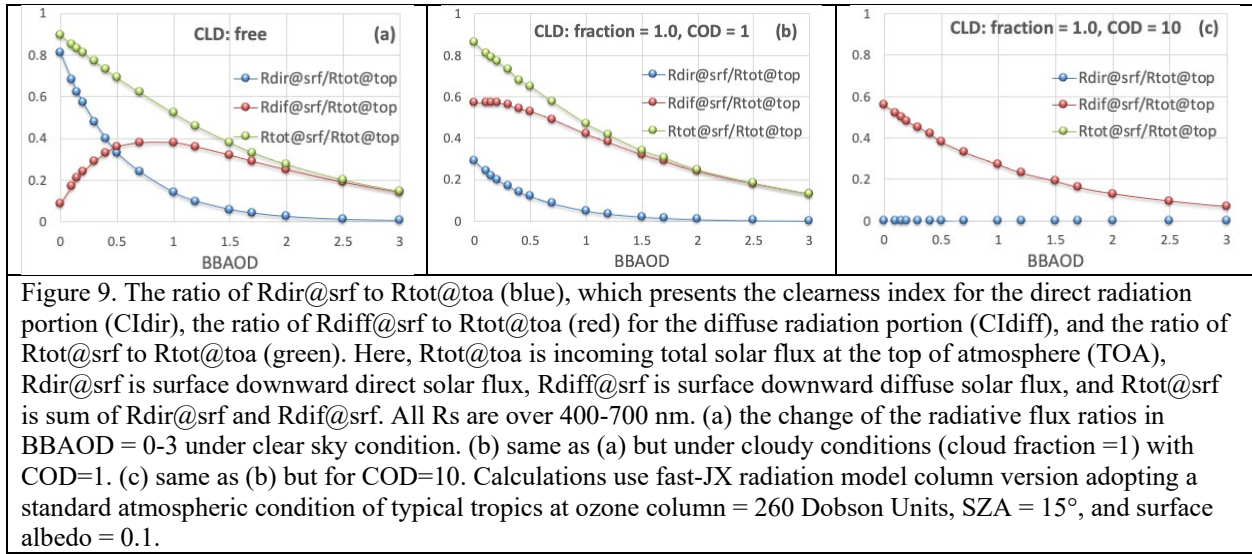 CLD: free (a)
Rdir@srf/Rtot@top
Rdif@srf/Rtot@top
Rtot@srf/Rtot@top
1
0.8
0.6
0.4
0.2
0
0 0.5 1 1.5 2 2.5 3
BBAOD
CLD: fraction = 1.0, COD = 1 (b)
Rdir@srf/Rtot@top
Rdif@srf/Rtot@top
Rtot@srf/Rtot@top
1
0.8
0.6
0.4
0.2
0
0 0.5 1 1.5 2 2.5 3
BBAOD
CLD: fraction = 1.0, COD = 10 (c)
Rdir@srf/Rtot@top
Rdif@srf/Rtot@top
Rtot@srf/Rtot@top
1
0.8
0.6
0.4
0.2
0
0 0.5 1 1.5 2 2.5 3
BBAOD
Figure 9. The ratio of Rdir@srf to Rtot@toa (blue), which presents the clearness index for the direct radiation
portion (CIdir), the ratio of Rdiff@srf to Rtot@toa (red) for the diffuse radiation portion (CIdiff), and the ratio of
Rtot@srf to Rtot@toa (green). Here, Rtot@toa is incoming total solar flux at the top of atmosphere (TOA),
Rdir@srf is surface downward direct solar flux, Rdiff@srf is surface downward diffuse solar flux, and Rtot@srf
is sum of Rdir@srf and Rdif@srf. All Rs are over 400-700 nm. (a) the change of the radiative flux ratios in
BBAOD = 0-3 under clear sky condition. (b) same as (a) but under cloudy conditions (cloud fraction =1) with
COD=1. (c) same as (b) but for COD=10. Calculations use fast-JX radiation model column version adopting a
standard atmospheric condition of typical tropics at ozone column = 260 Dobson Units, SZA = 15°, and surface
albedo = 0.1.